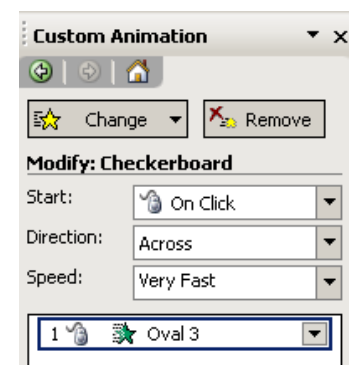 Custom Animation
Change Remove
Modify: Checkerboard
Start: On Click
Direction: Across
Speed: Very Fast
1 Oval 3